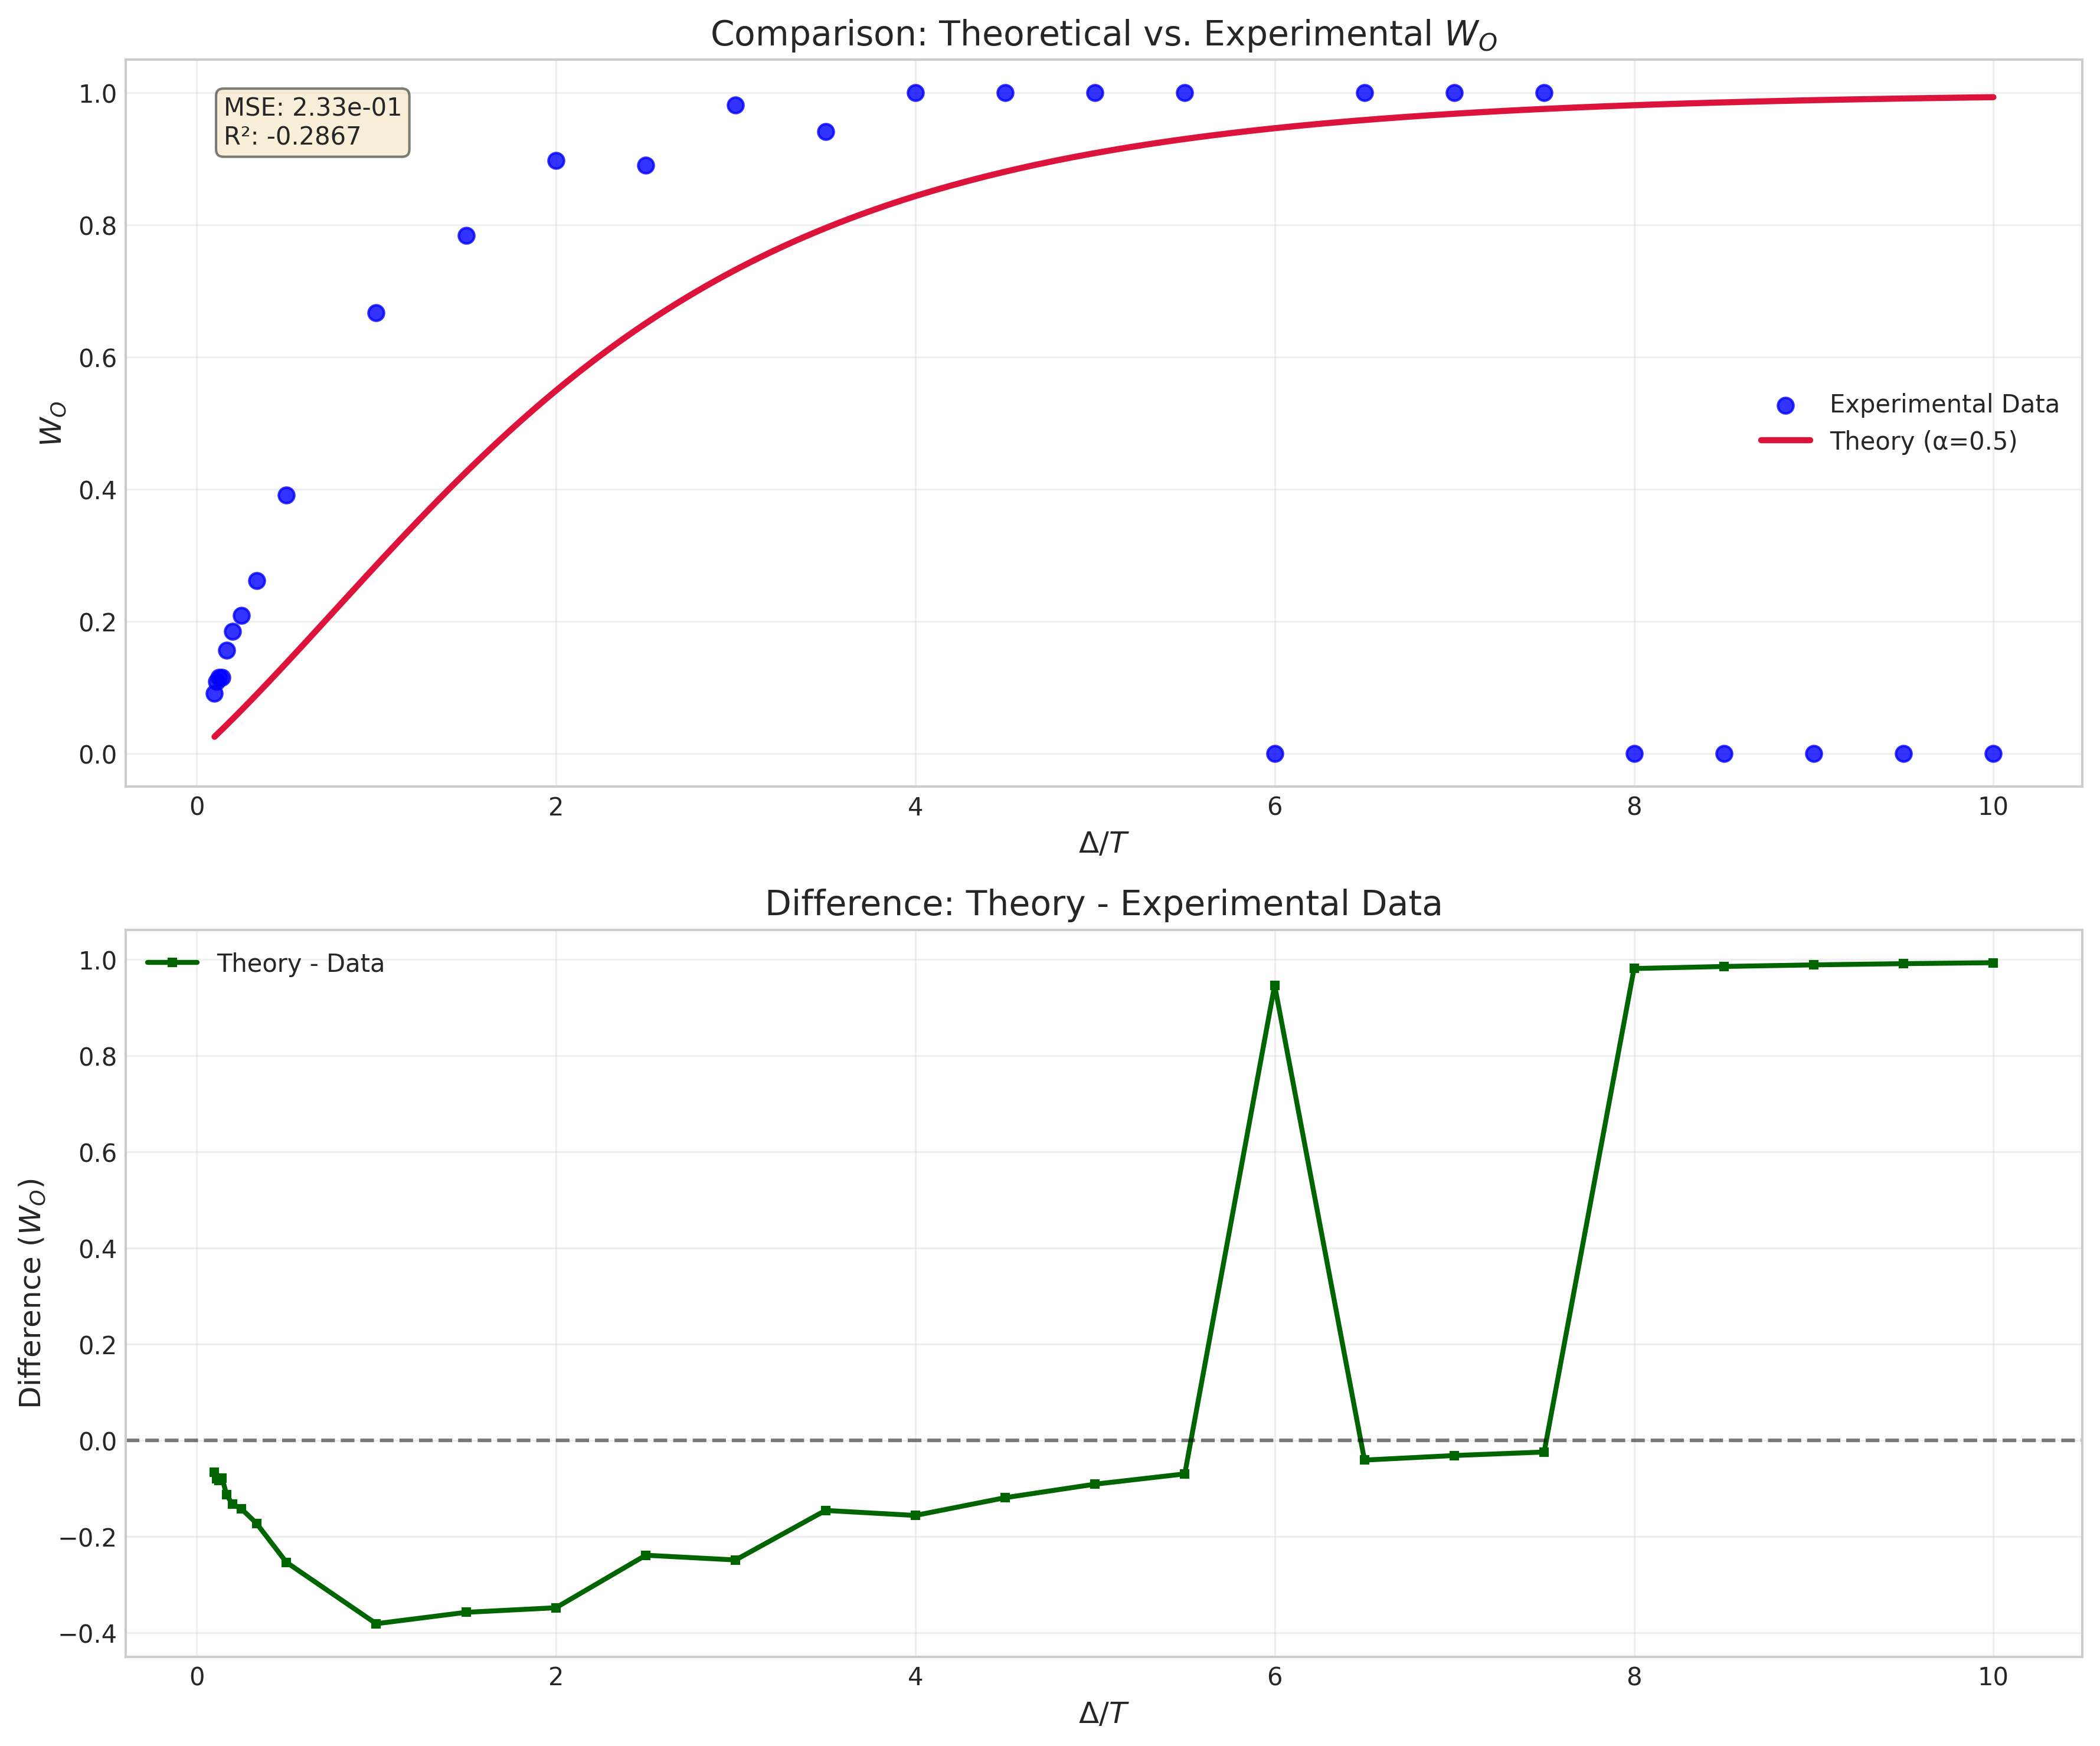 Comparison: Theoretical vs. Experimental W_O
MSE: 2.33e-01
R²: -0.2867
1.0
0.8
0.6
0.4
0.2
0.0
W_O
Experimental Data
Theory (α=0.5)
0 2 4 6 8 10
Δ/T
Difference: Theory - Experimental Data
Theory - Data
1.0
0.8
0.6
0.4
0.2
0.0
−0.2
−0.4
Difference (W_O)
0 2 4 6 8 10
Δ/T